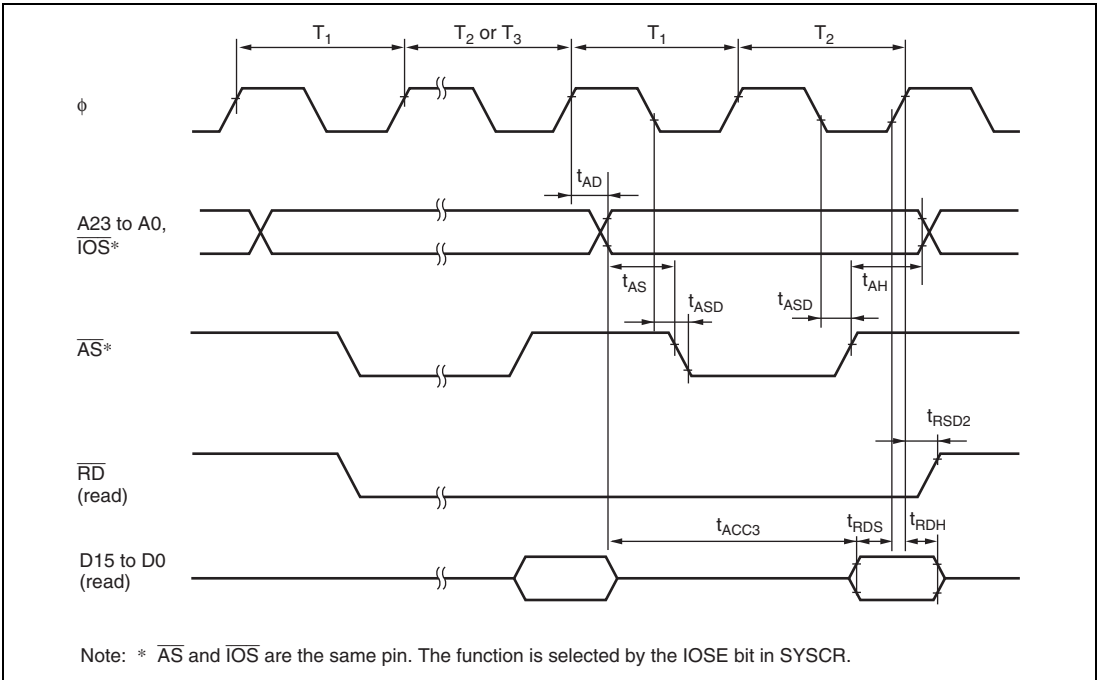 T1
T2 or T3
T1
T2
ϕ
tAD
A23 to A0,
IOS*
tAS
tASD
tASD
tAH
AS*
tRSD2
RD
(read)
tACC3
tRDS
tRDH
D15 to D0
(read)
Note: * AS and IOS are the same pin. The function is selected by the IOSE bit in SYSCR.